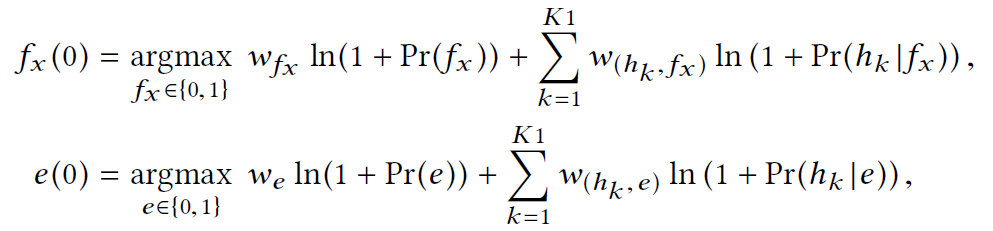 f_x(0) = argmax_{f_x∈{0,1}} w_{f_x} ln(1 + Pr(f_x)) + ∑_{k=1}^{K1} w_{(h_k,f_x)} ln (1 + Pr(h_k|f_x)),
e(0) = argmax_{e∈{0,1}} w_e ln(1 + Pr(e)) + ∑_{k=1}^{K1} w_{(h_k,e)} ln (1 + Pr(h_k|e)),